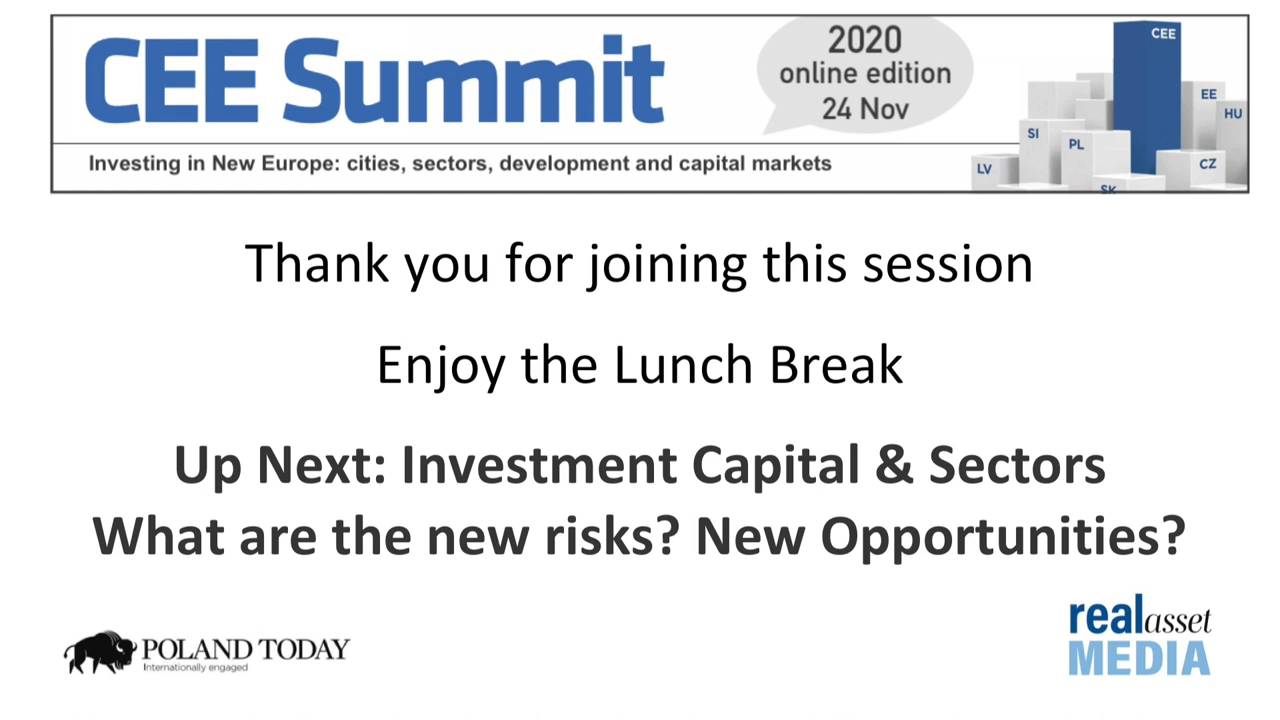 CEE Summit
2020
online edition
24 Nov
Investing in New Europe: cities, sectors, development and capital markets
CEE
EE
HU
SI
PL
CZ
LV
SK
Thank you for joining this session
Enjoy the Lunch Break
Up Next: Investment Capital & Sectors
What are the new risks? New Opportunities?
POLAND TODAY
Internationally engaged
realasset
MEDIA